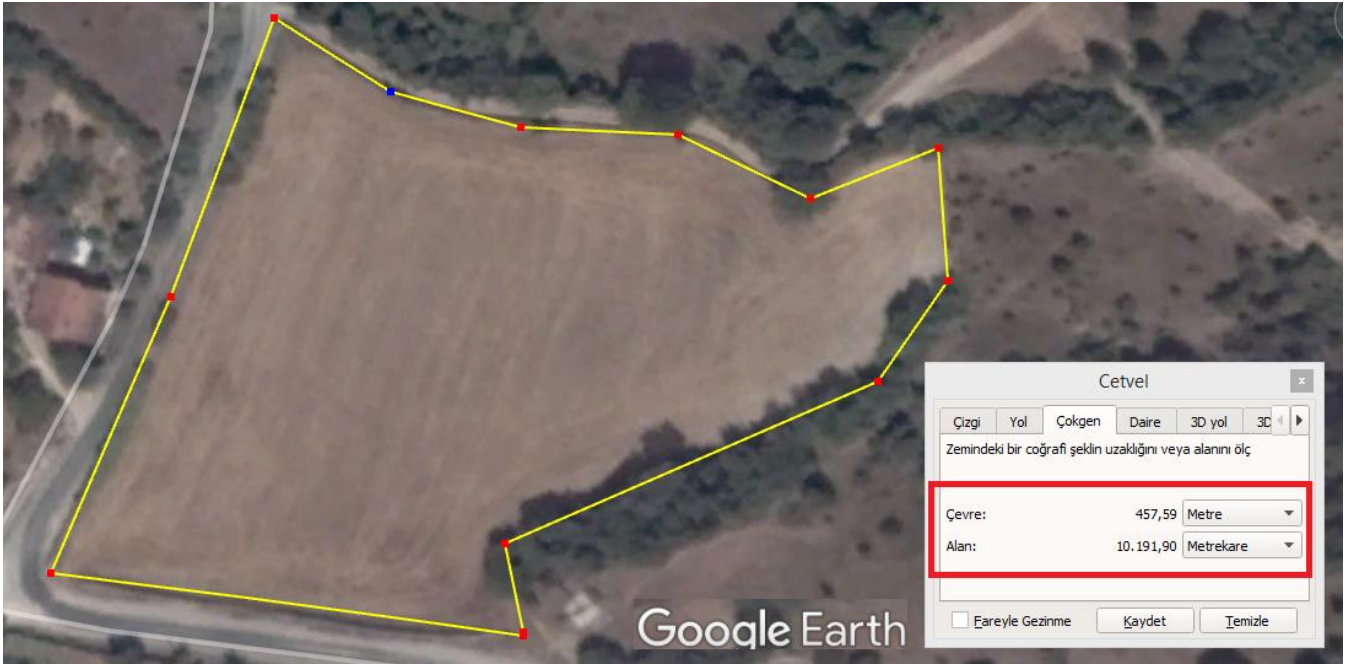 Cetvel
x
Çizgi Yol Çokgen Daire 3D yol 3D
Zemindeki bir coğrafi şeklin uzaklığını veya alanını ölç
Çevre: 457,59 Metre
Alan: 10.191,90 Metrekare
Fareyle Gezinme Kaydet Temizle
Google Earth